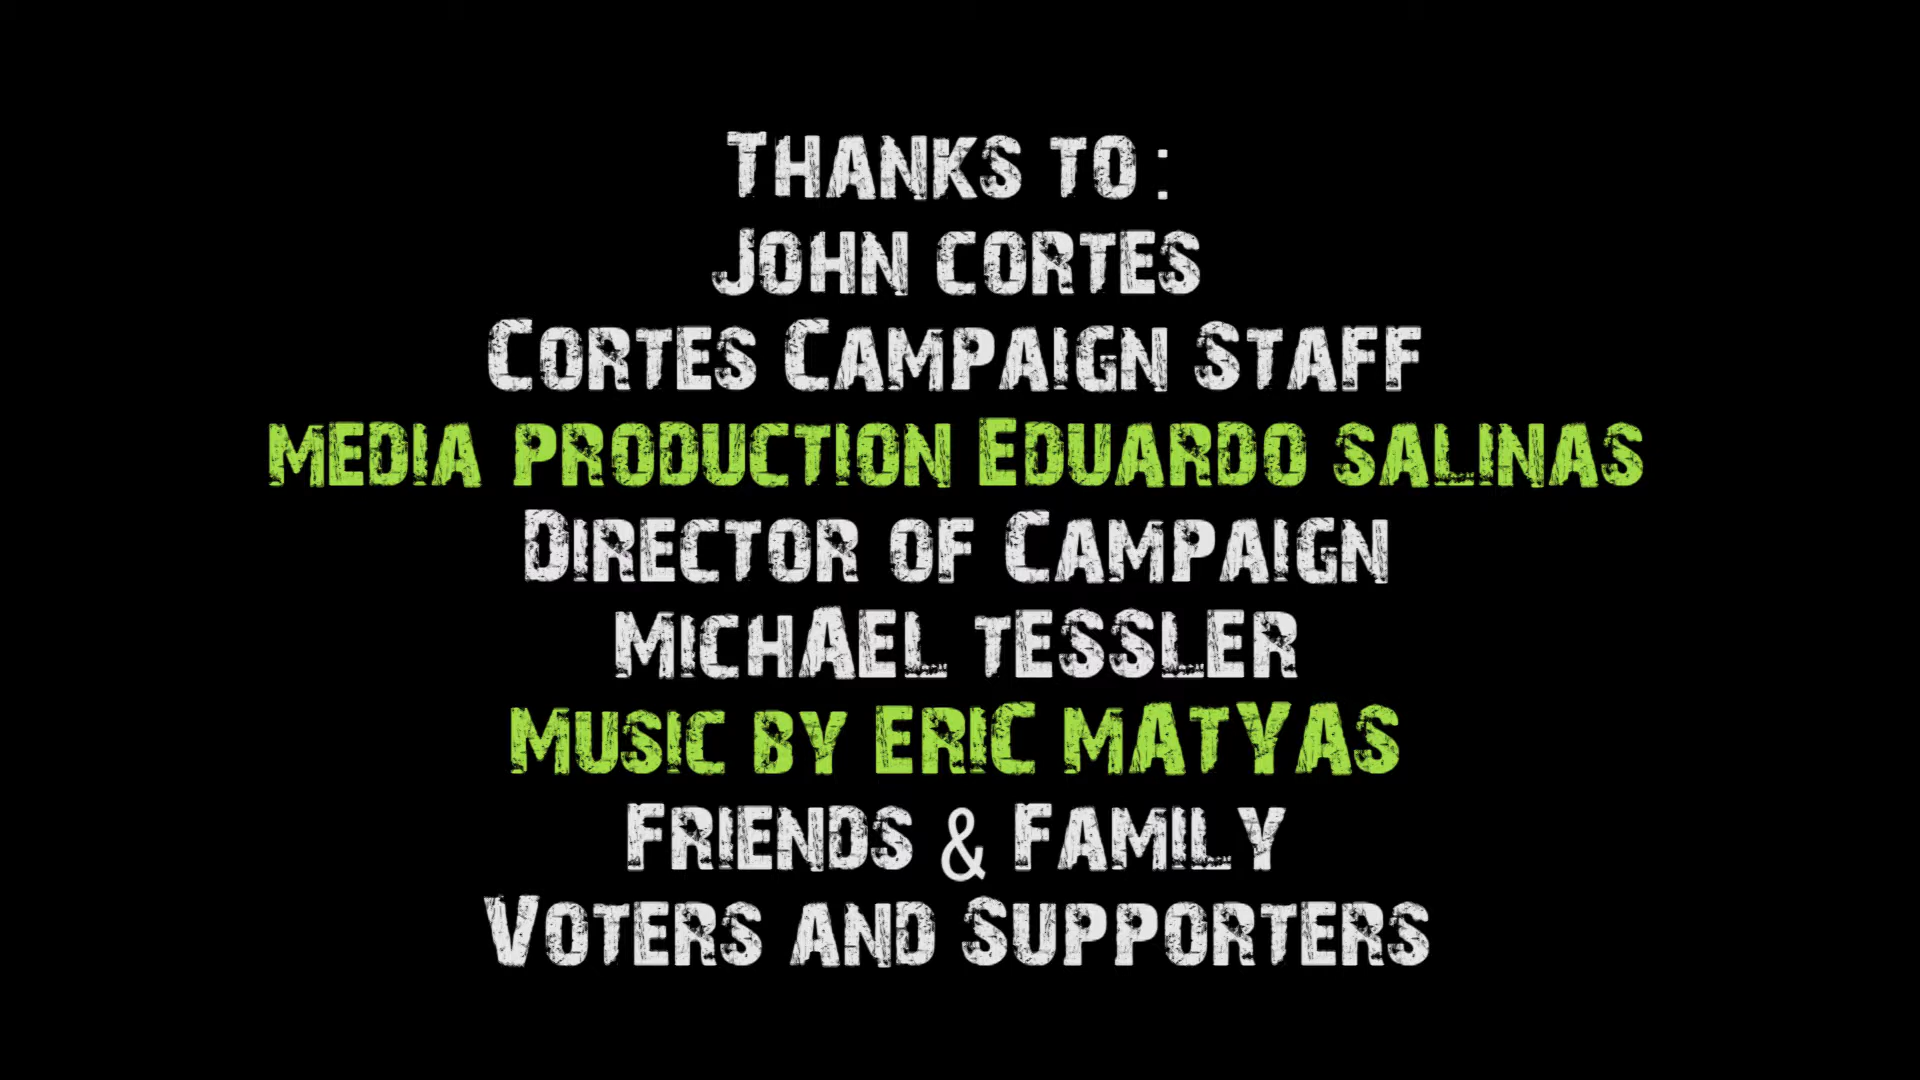 Thanks to:
John Cortes
Cortes Campaign Staff
media production Eduardo salinas
Director of Campaign
MichAEL tESSLER
Music by ERIC mATYAS
Friends & Family
Voters and Supporters